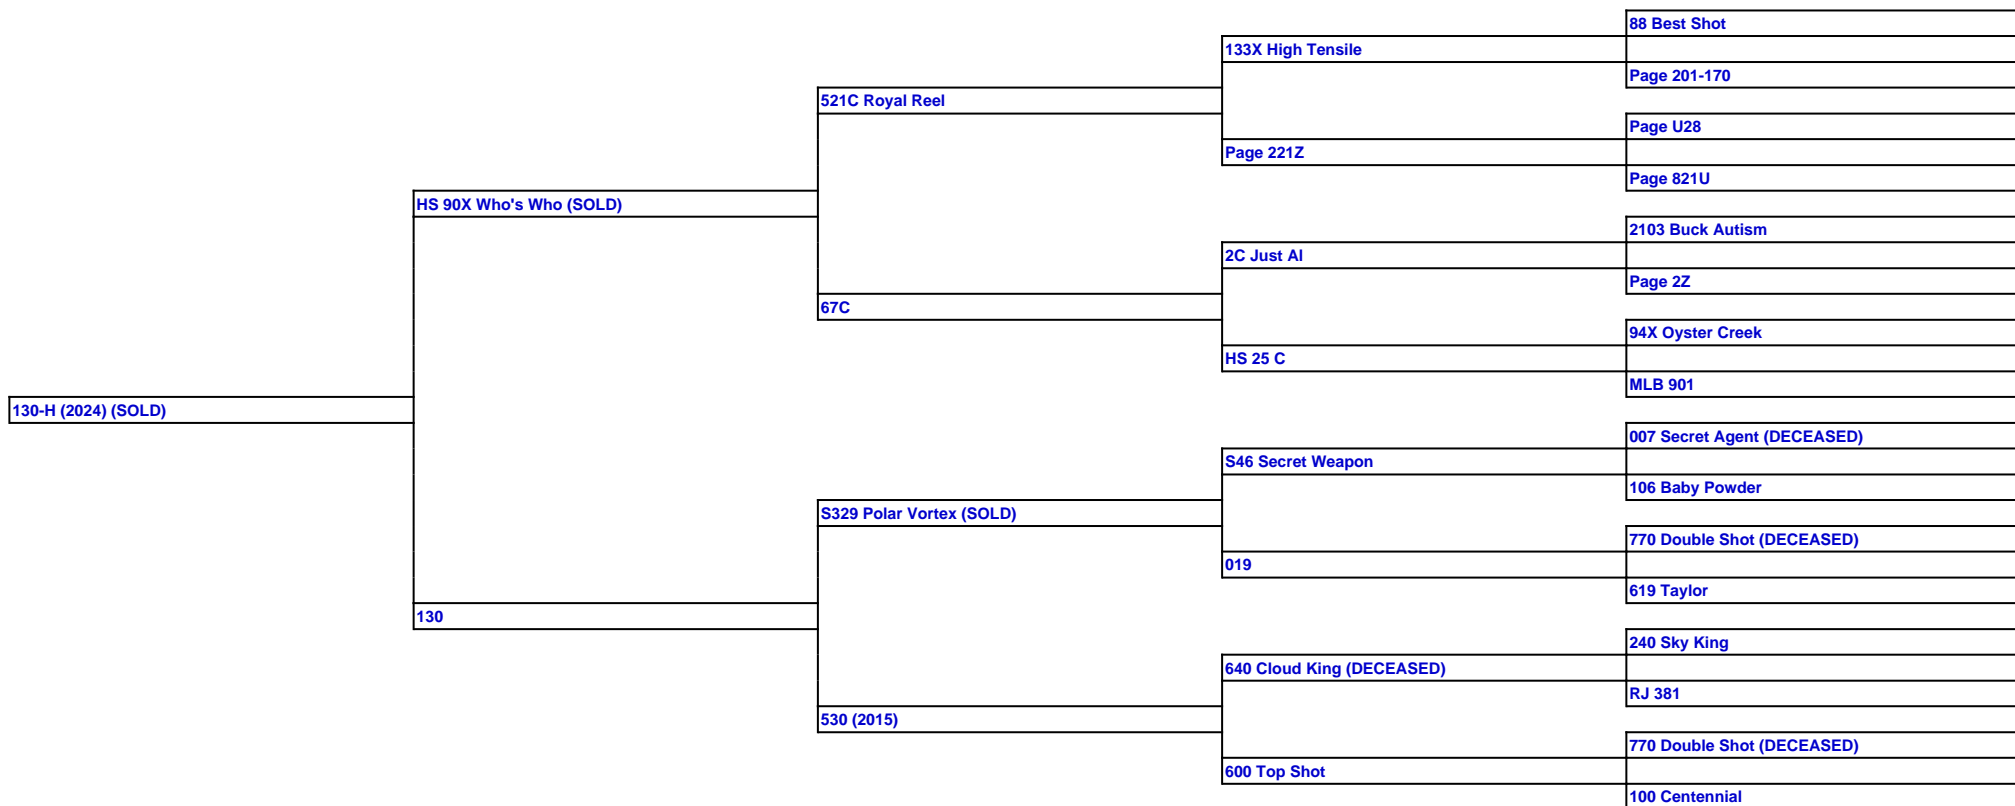 88 Best Shot
133X High Tensile
Page 201-170
521C Royal Reel
Page U28
Page 221Z
Page 821U
HS 90X Who's Who (SOLD)
2103 Buck Autism
2C Just AI
Page 2Z
67C
94X Oyster Creek
HS 25 C
MLB 901
130-H (2024) (SOLD)
007 Secret Agent (DECEASED)
S46 Secret Weapon
106 Baby Powder
S329 Polar Vortex (SOLD)
770 Double Shot (DECEASED)
019
619 Taylor
130
240 Sky King
640 Cloud King (DECEASED)
RJ 381
530 (2015)
770 Double Shot (DECEASED)
600 Top Shot
100 Centennial